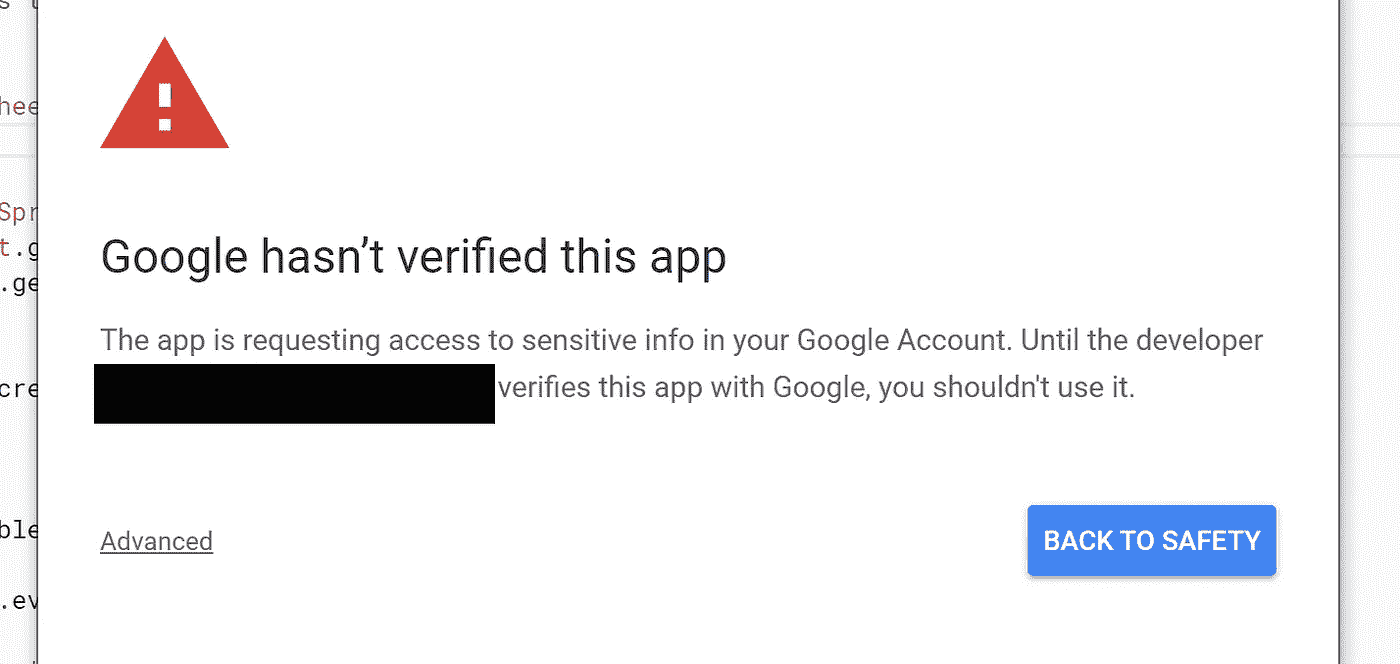 hee
Spr
t.g
.ge
Google hasn’t verified this app
The app is requesting access to sensitive info in your Google Account. Until the developer
verifies this app with Google, you shouldn't use it.
cre
Advanced
BACK TO SAFETY
ble
.ev